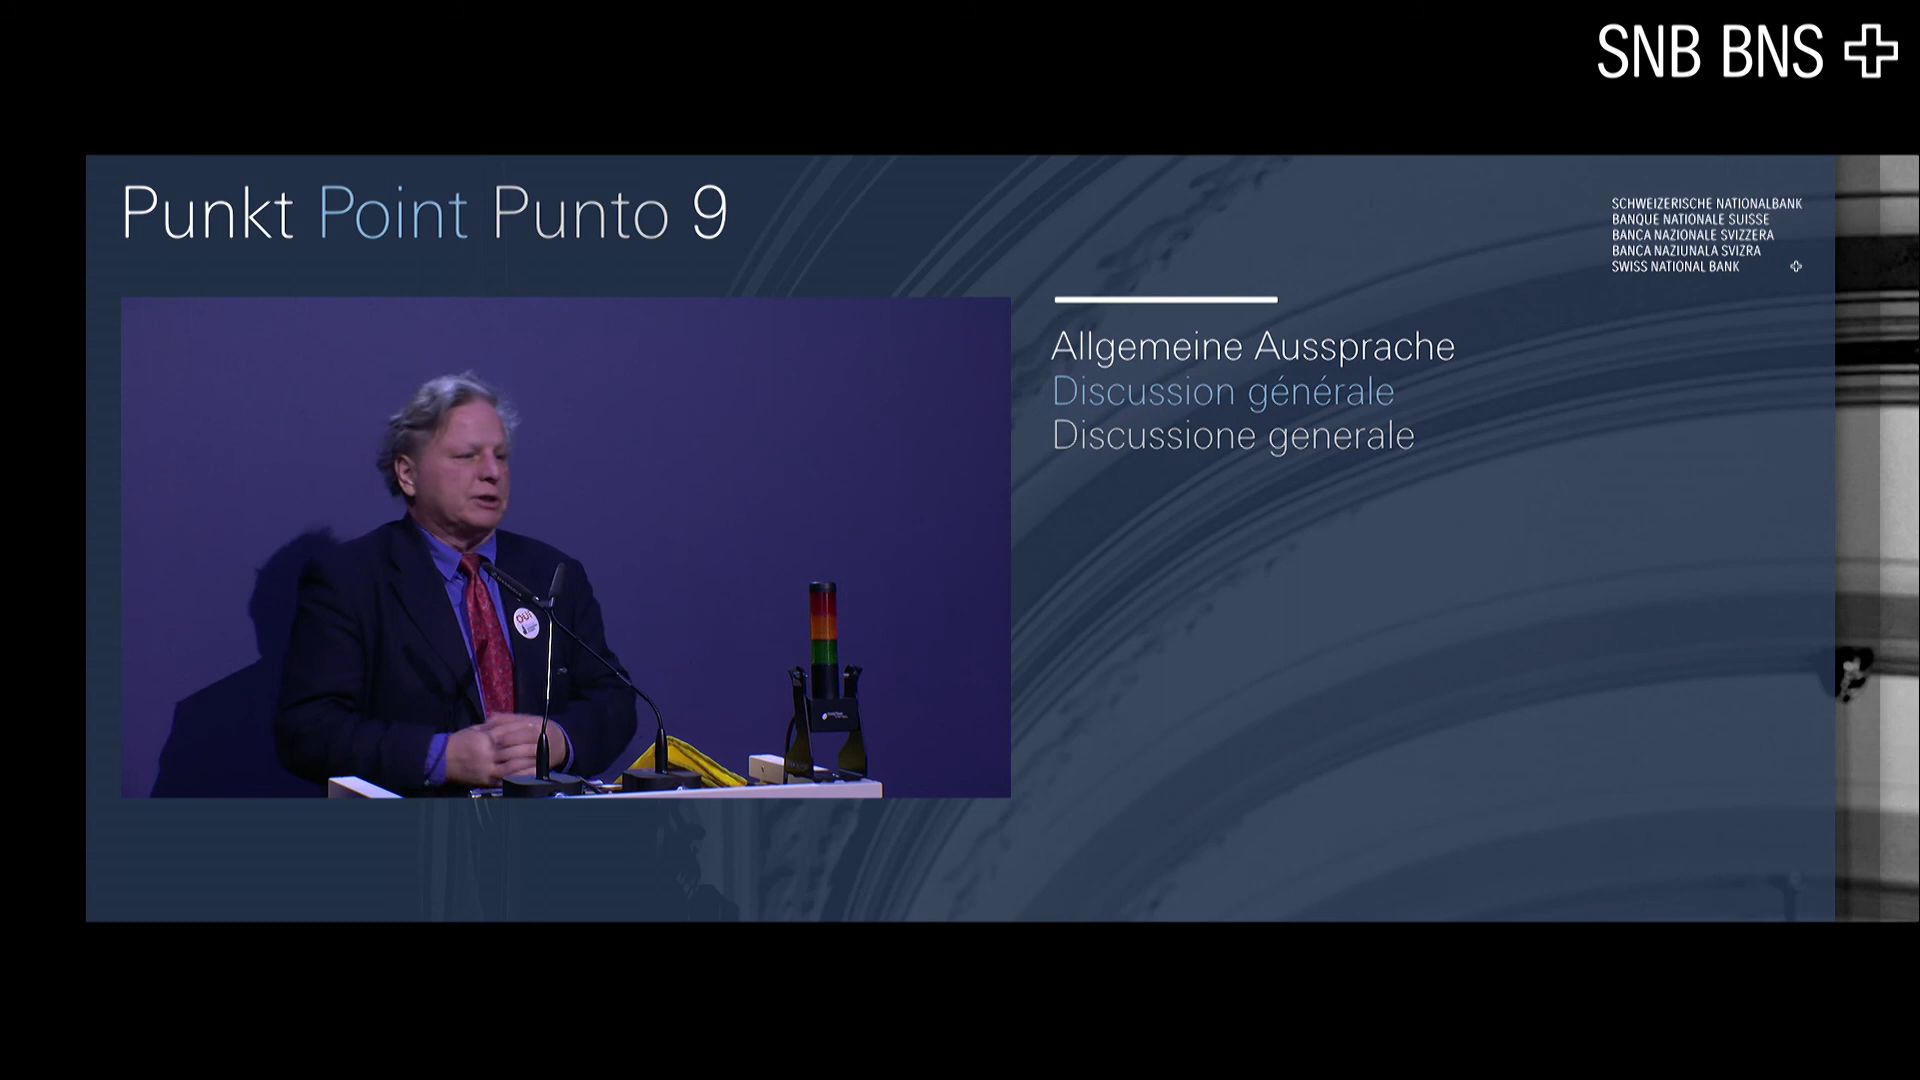 SNB BNS
Punkt Point Punto 9
SCHWEIZERISCHE NATIONALBANK
BANQUE NATIONALE SUISSE
BANCA NAZIONALE SVIZZERA
BANCA NAZIUNALA SVIZRA
SWISS NATIONAL BANK
Allgemeine Aussprache
Discussion générale
Discussione generale
OUI